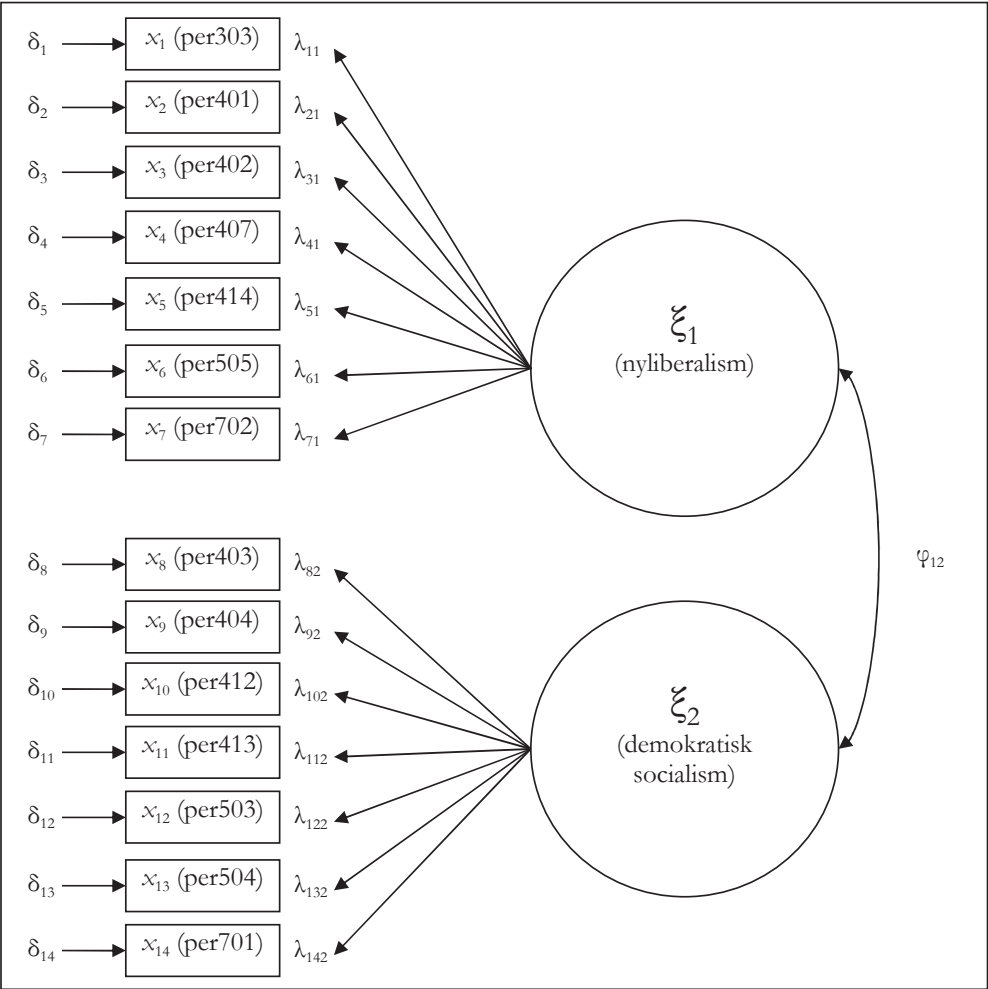 δ₁ x₁ (per303) λ₁₁
δ₂ x₂ (per401) λ₂₁
δ₃ x₃ (per402) λ₃₁
δ₄ x₄ (per407) λ₄₁
δ₅ x₅ (per414) λ₅₁
δ₆ x₆ (per505) λ₆₁
δ₇ x₇ (per702) λ₇₁
ξ₁
(nyliberalism)
φ₁₂
δ₈ x₈ (per403) λ₈₂
δ₉ x₉ (per404) λ₉₂
δ₁₀ x₁₀ (per412) λ₁₀₂
δ₁₁ x₁₁ (per413) λ₁₁₂
δ₁₂ x₁₂ (per503) λ₁₂₂
δ₁₃ x₁₃ (per504) λ₁₃₂
δ₁₄ x₁₄ (per701) λ₁₄₂
ξ₂
(demokratisk
socialism)